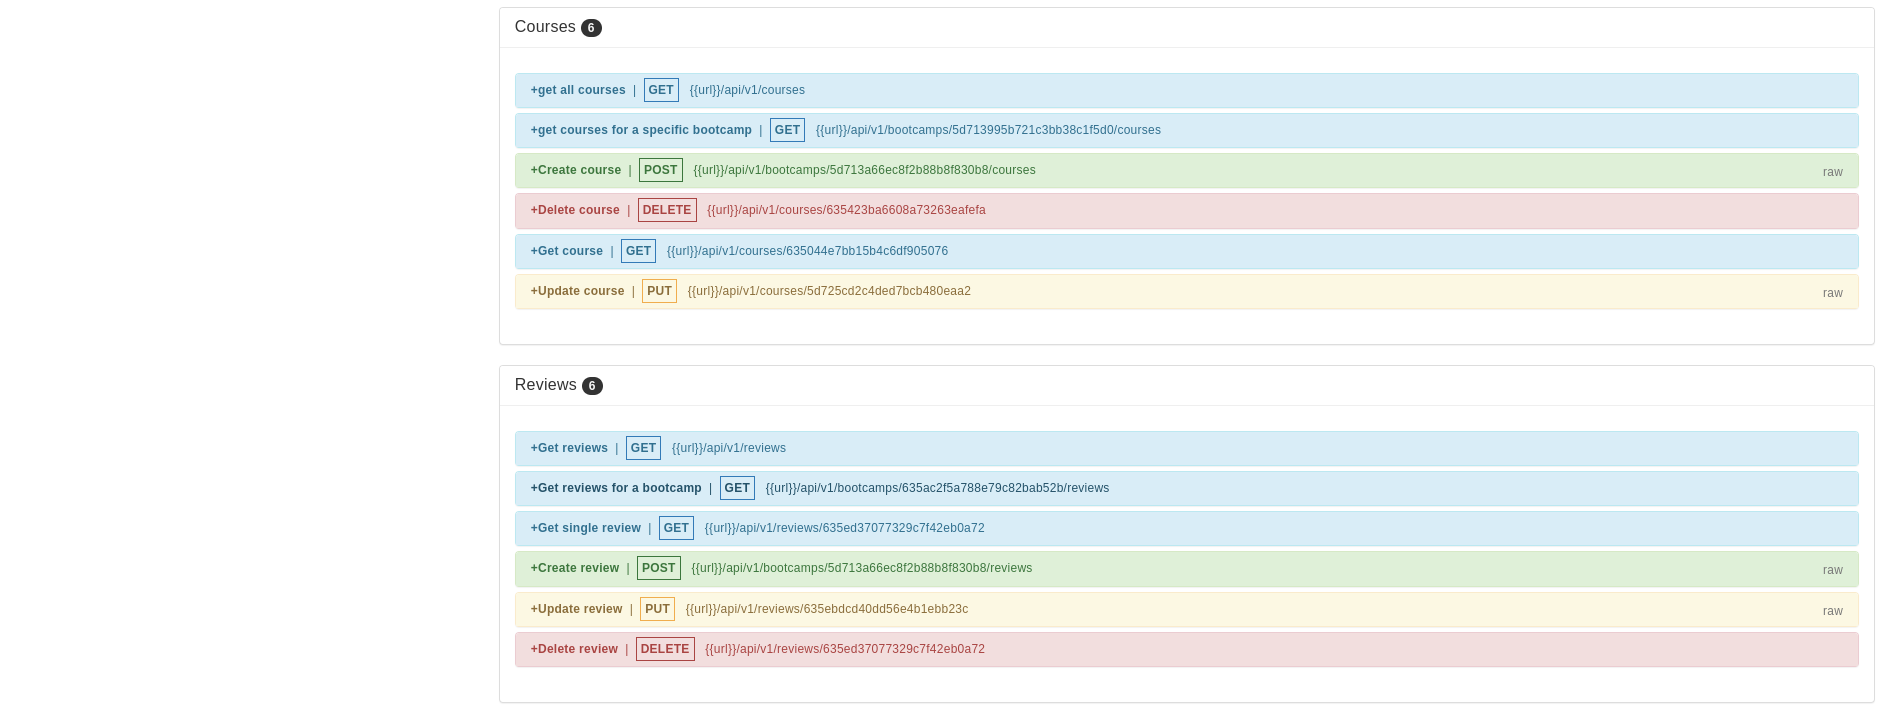 Courses 6
+get all courses | GET {{url}}/api/v1/courses
+get courses for a specific bootcamp | GET {{url}}/api/v1/bootcamps/5d713995b721c3bb38c1f5d0/courses
+Create course | POST {{url}}/api/v1/bootcamps/5d713a66ec8f2b88b8f830b8/courses raw
+Delete course | DELETE {{url}}/api/v1/courses/635423ba6608a73263eafefa
+Get course | GET {{url}}/api/v1/courses/635044e7bb15b4c6df905076
+Update course | PUT {{url}}/api/v1/courses/5d725cd2c4ded7bcb480eaa2 raw
Reviews 6
+Get reviews | GET {{url}}/api/v1/reviews
+Get reviews for a bootcamp | GET {{url}}/api/v1/bootcamps/635ac2f5a788e79c82bab52b/reviews
+Get single review | GET {{url}}/api/v1/reviews/635ed37077329c7f42eb0a72
+Create review | POST {{url}}/api/v1/bootcamps/5d713a66ec8f2b88b8f830b8/reviews raw
+Update review | PUT {{url}}/api/v1/reviews/635ebdcd40dd56e4b1ebb23c raw
+Delete review | DELETE {{url}}/api/v1/reviews/635ed37077329c7f42eb0a72